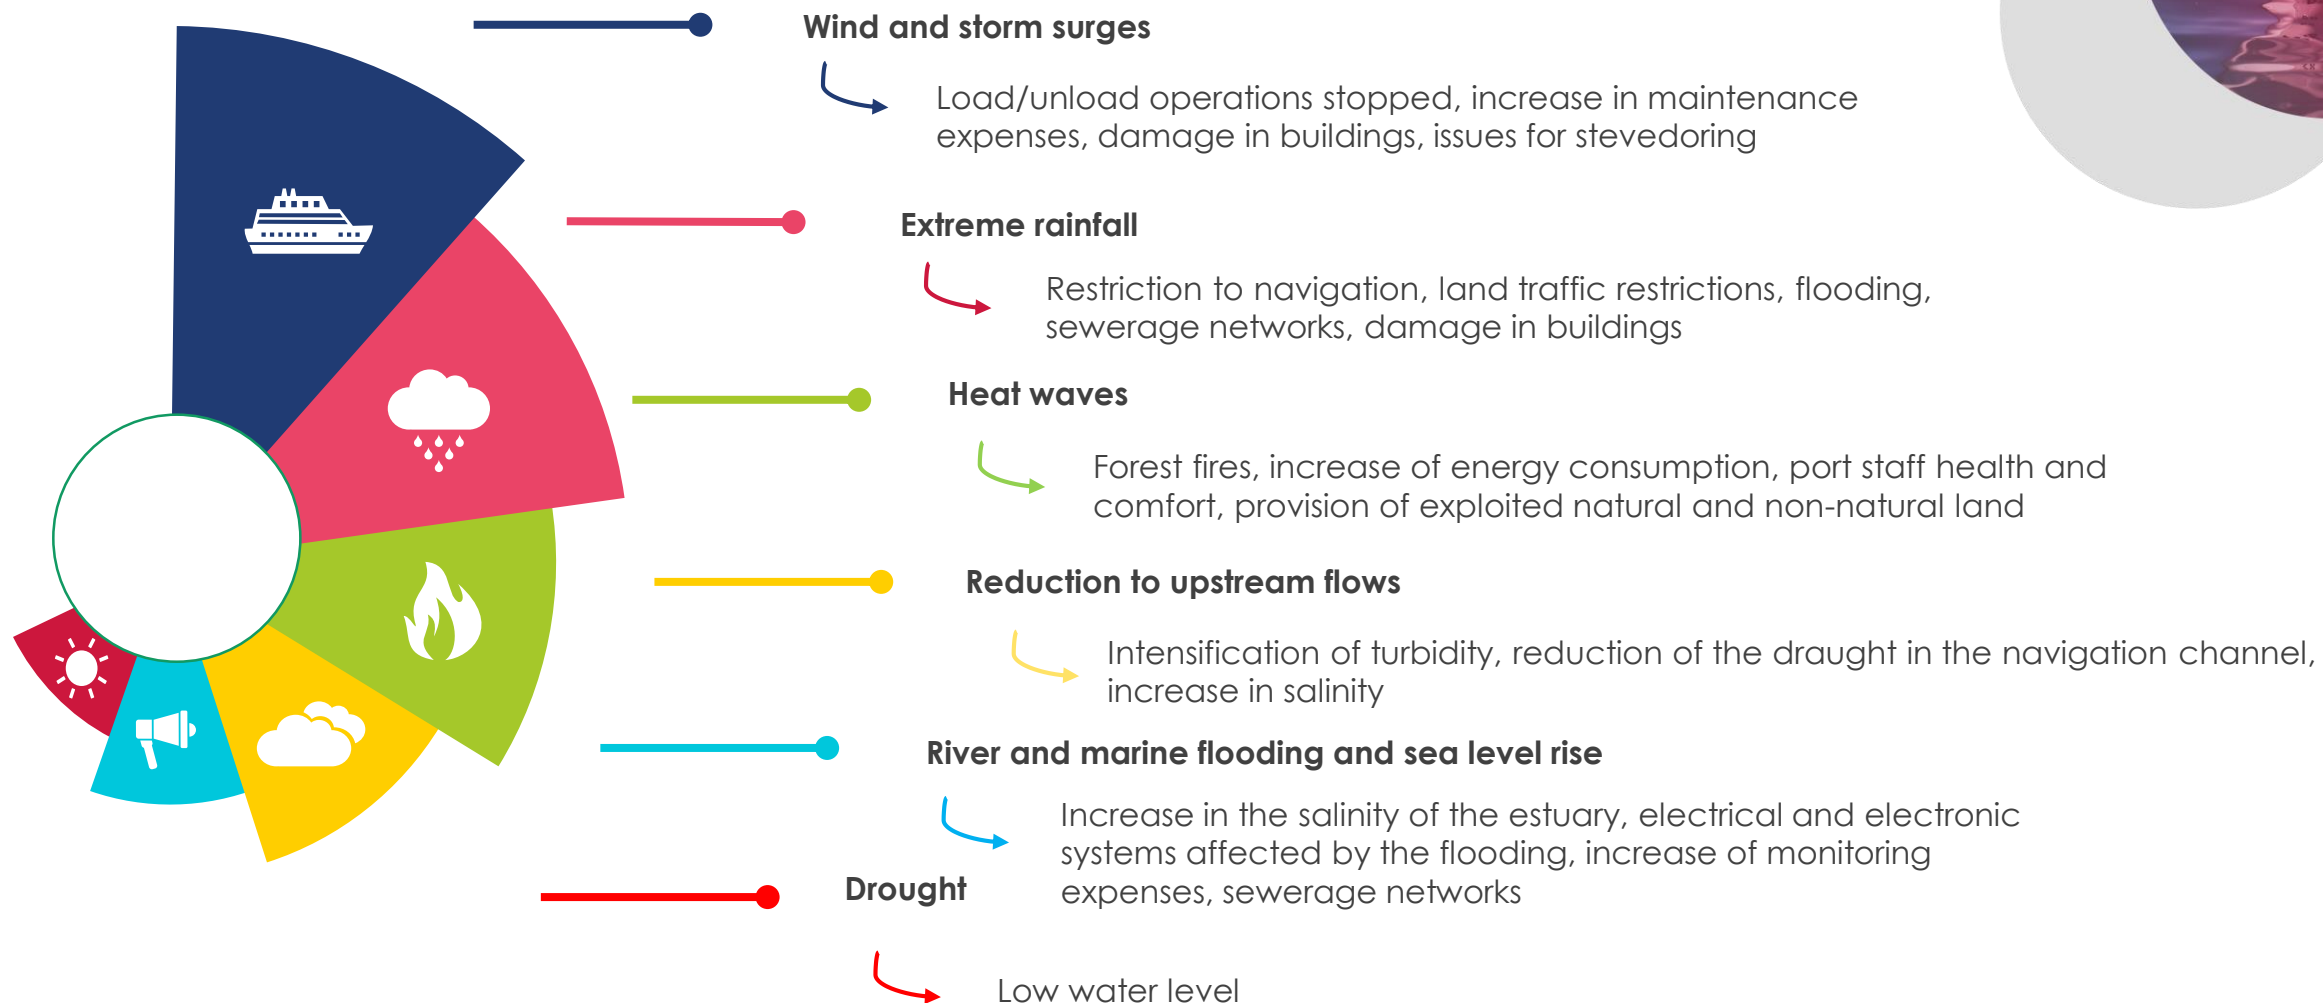 Wind and storm surges
Load/unload operations stopped, increase in maintenance
expenses, damage in buildings, issues for stevedoring
Extreme rainfall
Restriction to navigation, land traffic restrictions, flooding,
sewerage networks, damage in buildings
Heat waves
Forest fires, increase of energy consumption, port staff health and
comfort, provision of exploited natural and non-natural land
Reduction to upstream flows
Intensification of turbidity, reduction of the draught in the navigation channel,
increase in salinity
River and marine flooding and sea level rise
Increase in the salinity of the estuary, electrical and electronic
systems affected by the flooding, increase of monitoring
expenses, sewerage networks
Drought
Low water level